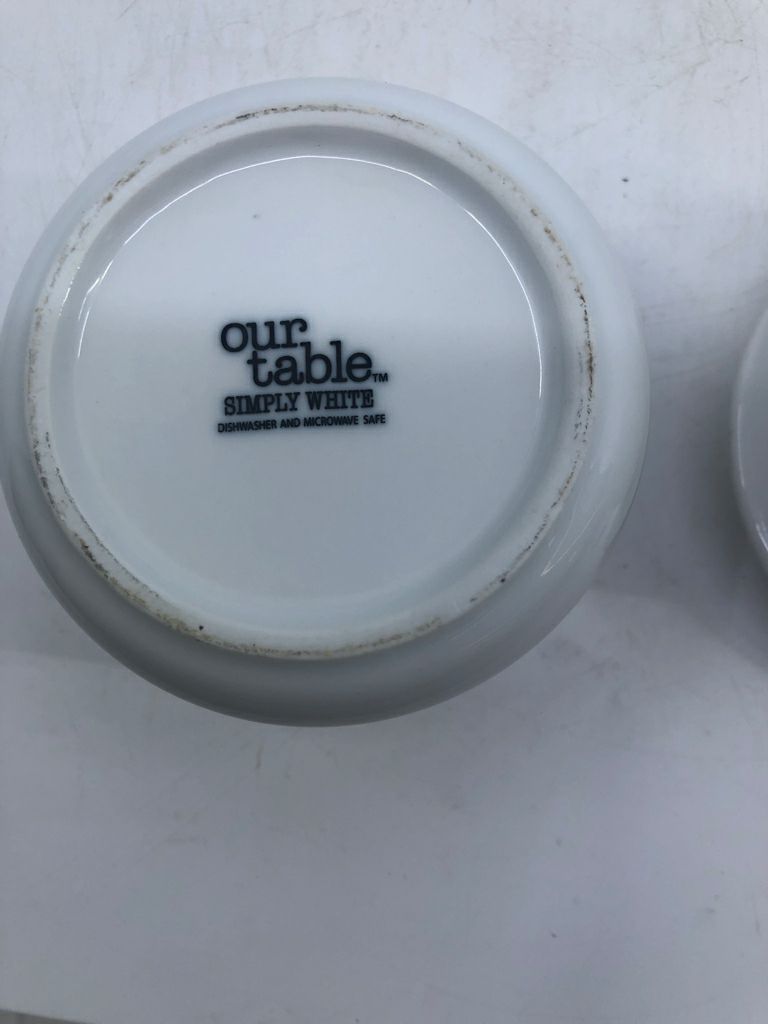 our
table™
SIMPLY WHITE
DISHWASHER AND MICROWAVE SAFE